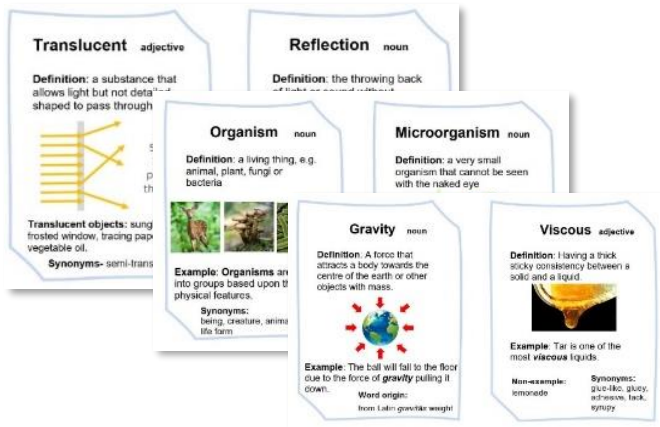 Translucent adjective
Definition: a substance that
allows light but not detailed
shaped to pass through
Translucent objects: sung
frosted window, tracing pap
vegetable oil.
Synonyms- semi-trans
Reflection noun
Definition: the throwing back
of light or sound without
Organism noun
Definition: a living thing, e.g.
animal, plant, fungi or
bacteria
Example: Organisms are
into groups based upon th
physical features.
Synonyms:
being, creature, anima
life form
Microorganism noun
Definition: a very small
organism that cannot be seen
with the naked eye
Gravity noun
Definition: A force that
attracts a body towards the
centre of the earth or other
objects with mass.
Example: The ball will fall to the floor
due to the force of gravity pulling it
down.
Word origin:
from Latin gravitas weight
Viscous adjective
Definition: Having a thick
sticky consistency between a
solid and a liquid.
Example: Tar is one of the
most viscous liquids.
Non-example:
lemonade
Synonyms:
glue-like, gluey,
adhesive, tack,
syrupy